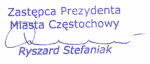 Zastępca Prezydenta
Miasta Częstochowy
Ryszard Stefaniak